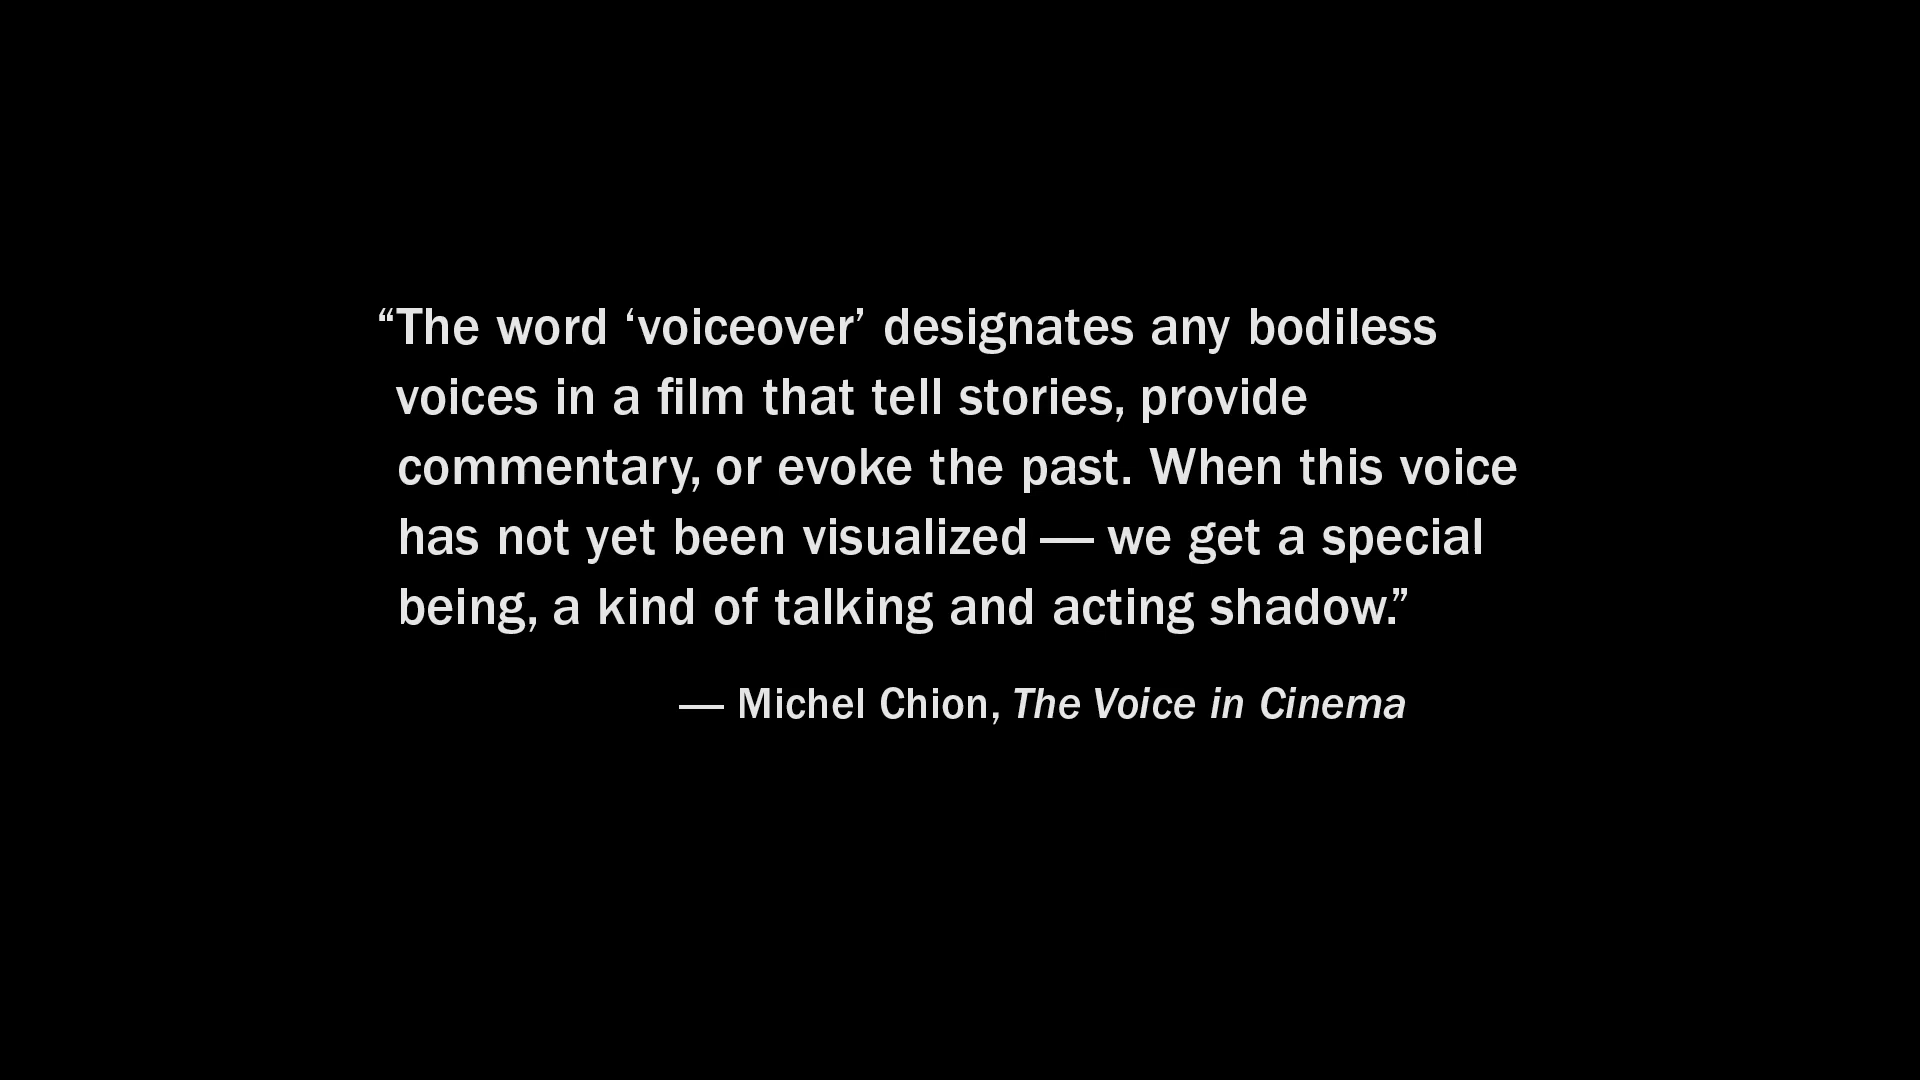 “The word ‘voiceover’ designates any bodiless
voices in a film that tell stories, provide
commentary, or evoke the past. When this voice
has not yet been visualized — we get a special
being, a kind of talking and acting shadow.”
— Michel Chion, The Voice in Cinema